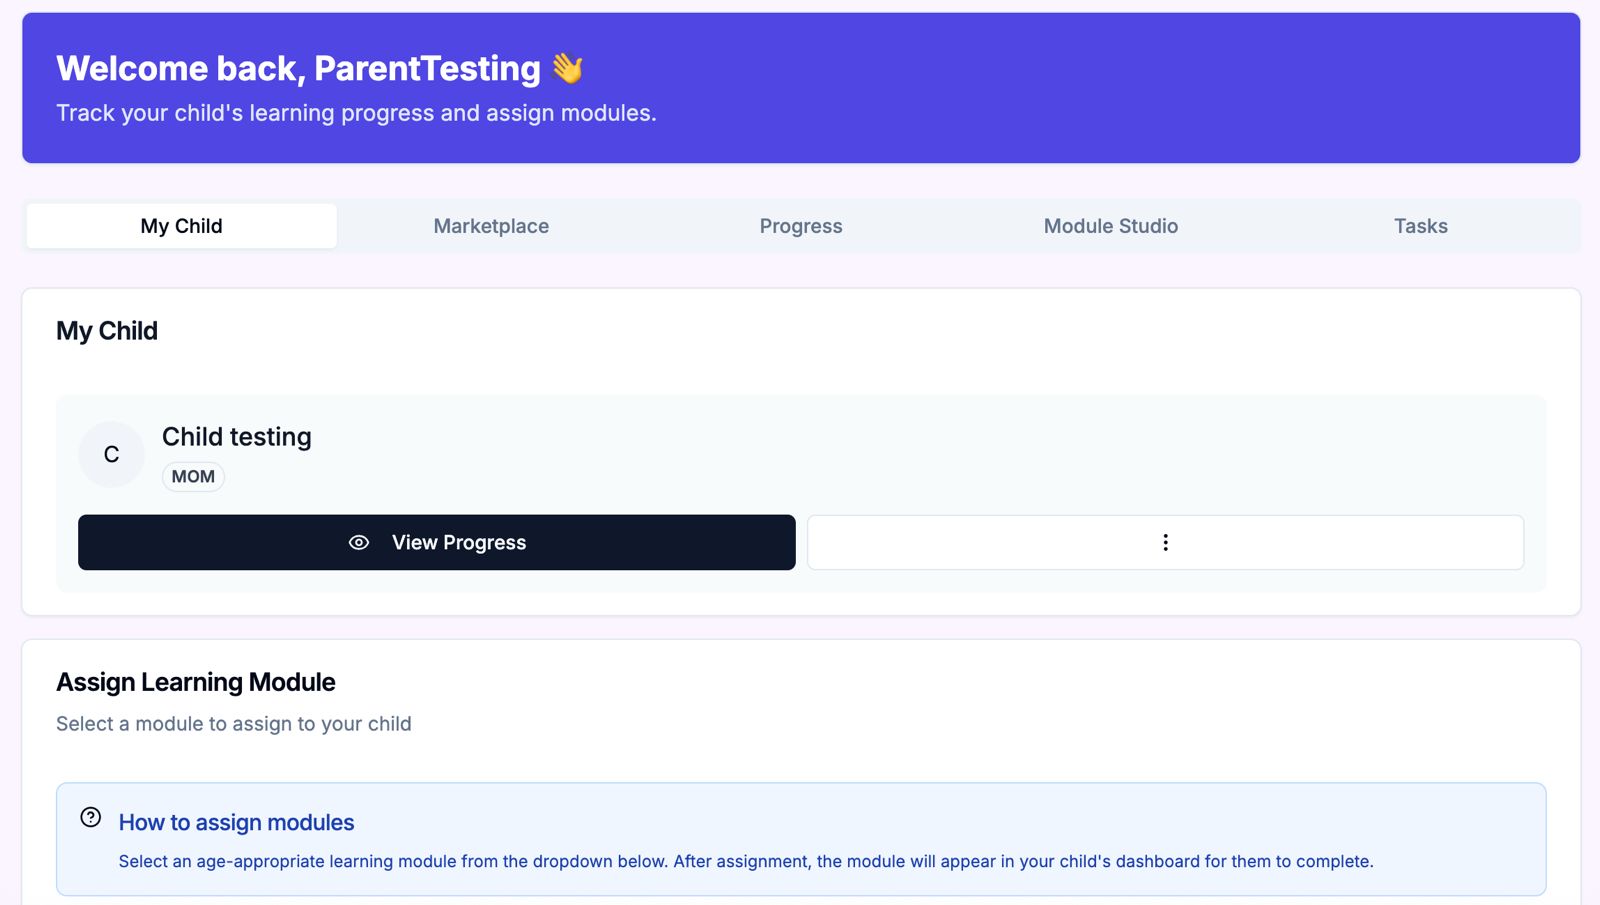 Welcome back, ParentTesting 👋
Track your child's learning progress and assign modules.
My Child
Marketplace
Progress
Module Studio
Tasks
My Child
C
Child testing
MOM
View Progress
Assign Learning Module
Select a module to assign to your child
How to assign modules
Select an age-appropriate learning module from the dropdown below. After assignment, the module will appear in your child's dashboard for them to complete.